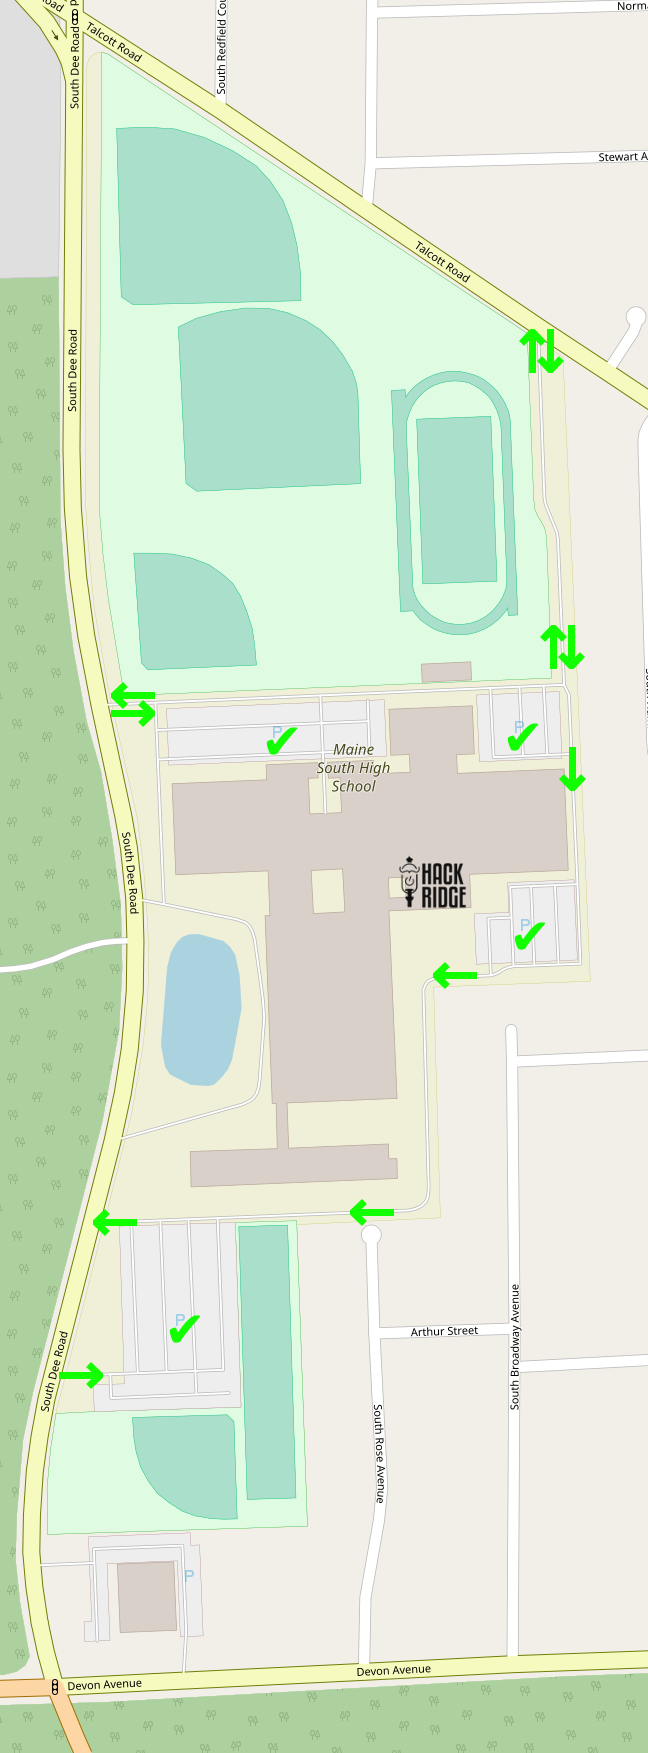 South Dee Road
Talcott Road
South Redfield Cou
Norm
Stewart A
Talcott Road
South Dee Road
P
P
Maine
South High
School
South Dee Road
HACK
RIDGE
P
South Dee Road
P
Arthur Street
South Broadway Avenue
South Rose Avenue
P
Devon Avenue
Devon Avenue